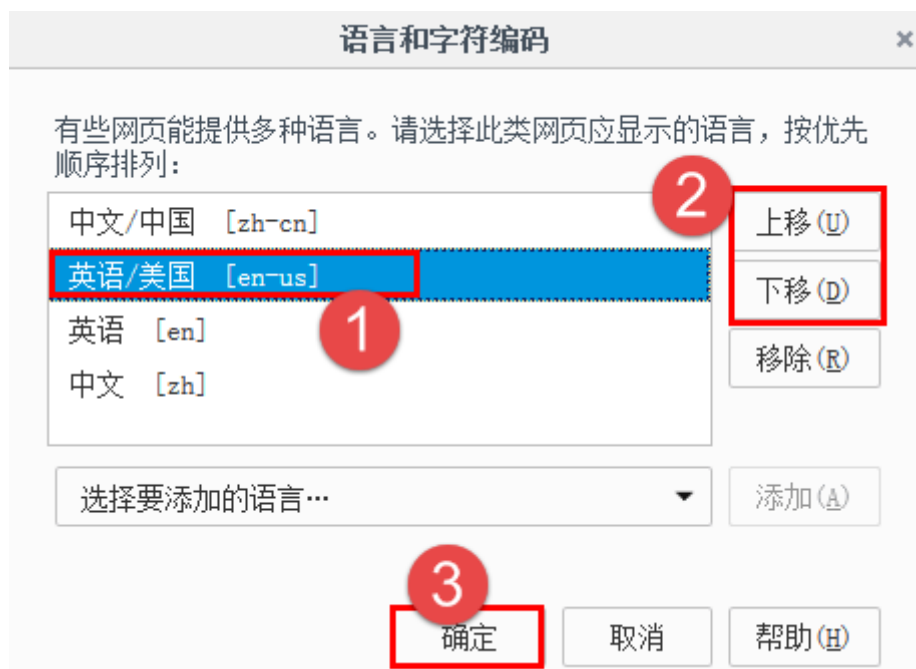 语言和字符编码 ×
有些网页能提供多种语言。请选择此类网页应显示的语言，按优先
顺序排列：
2
中文/中国 [zh-cn]
上移(U)
英语/美国 [en-us]
下移(D)
1
英语 [en]
移除(R)
中文 [zh]
选择要添加的语言…
添加(A)
3
确定
取消
帮助(H)